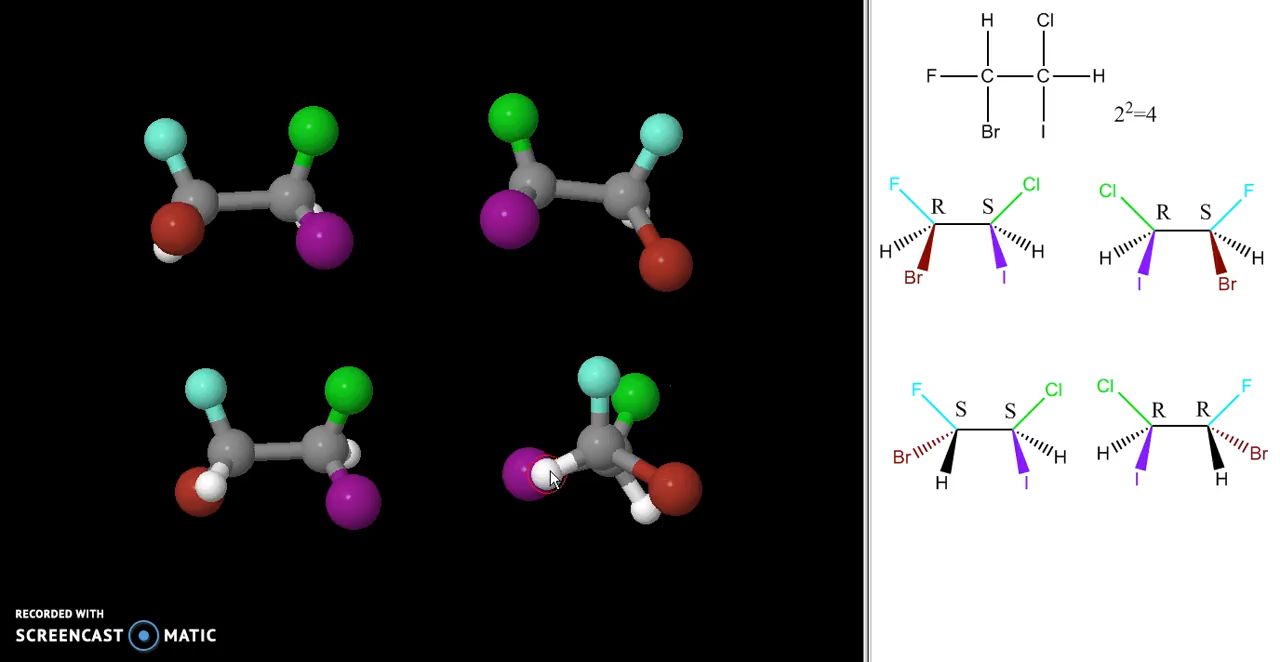 H Cl
F C C H
2²=4
Br I
F R S Cl
H H
Br I
Cl R S F
H H
I Br
F S S Cl
Br H
H I
Cl R R F
H Br
I H
RECORDED WITH
SCREENCAST MATIC